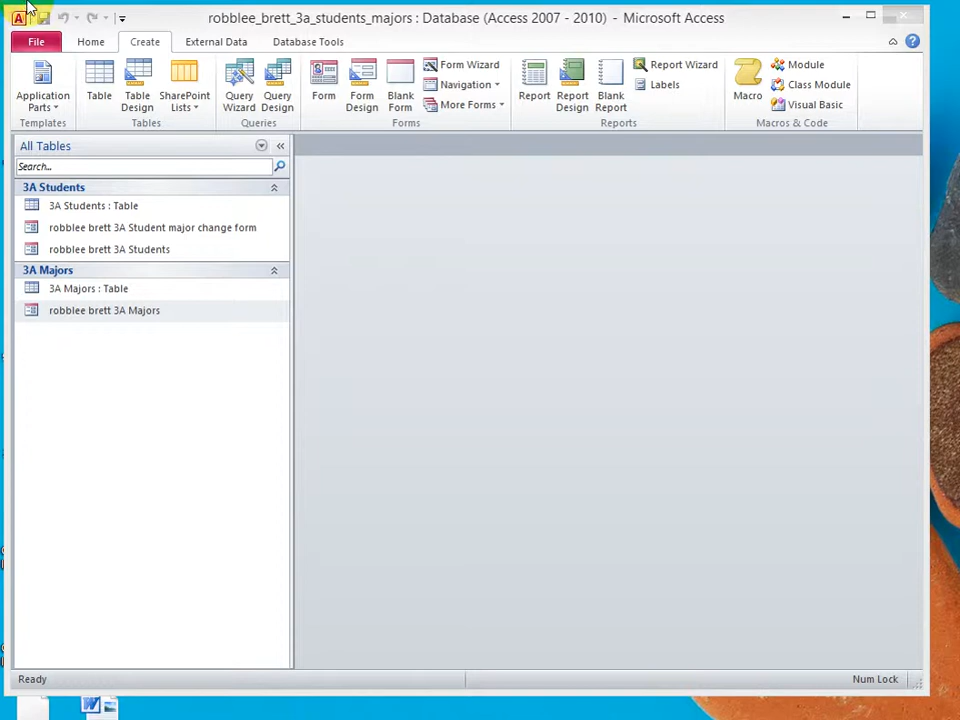 robblee_brett_3a_students_majors : Database (Access 2007 - 2010) - Microsoft Access
File Home Create External Data Database Tools
Application Parts Table Table Design SharePoint Lists Query Wizard Query Design Form Form Design Blank Form Form Wizard Navigation More Forms Report Report Design Blank Report Report Wizard Labels Macro Module Class Module Visual Basic
Templates Tables Queries Forms Reports Macros & Code
All Tables
Search...
3A Students
3A Students : Table
robblee brett 3A Student major change form
robblee brett 3A Students
3A Majors
3A Majors : Table
robblee brett 3A Majors
Ready Num Lock